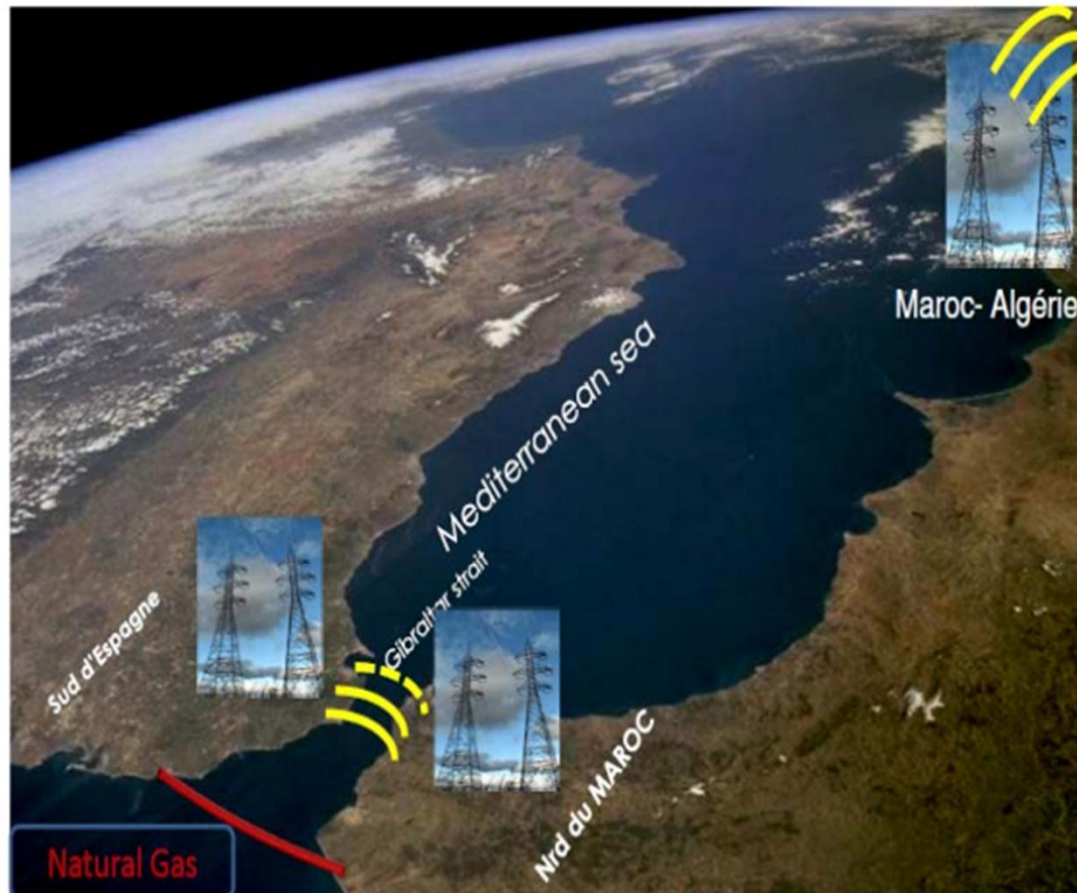 Maroc- Algérie
Mediterranean sea
Gibraltar strait
Sud d'Espagne
Nrd du MAROC
Natural Gas